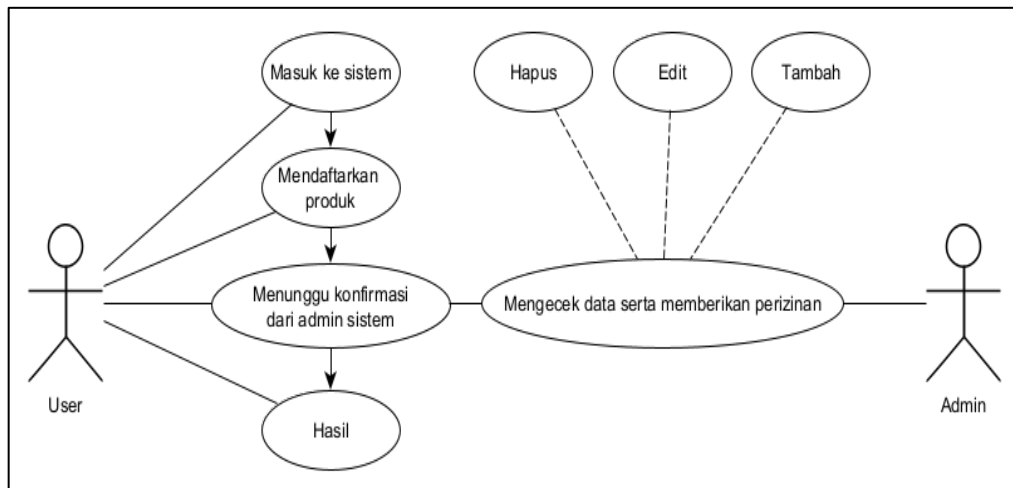 Masuk ke sistem
Hapus
Edit
Tambah
Mendaftarkan
produk
Menunggu konfirmasi
dari admin sistem
Mengecek data serta memberikan perizinan
User
Admin
Hasil